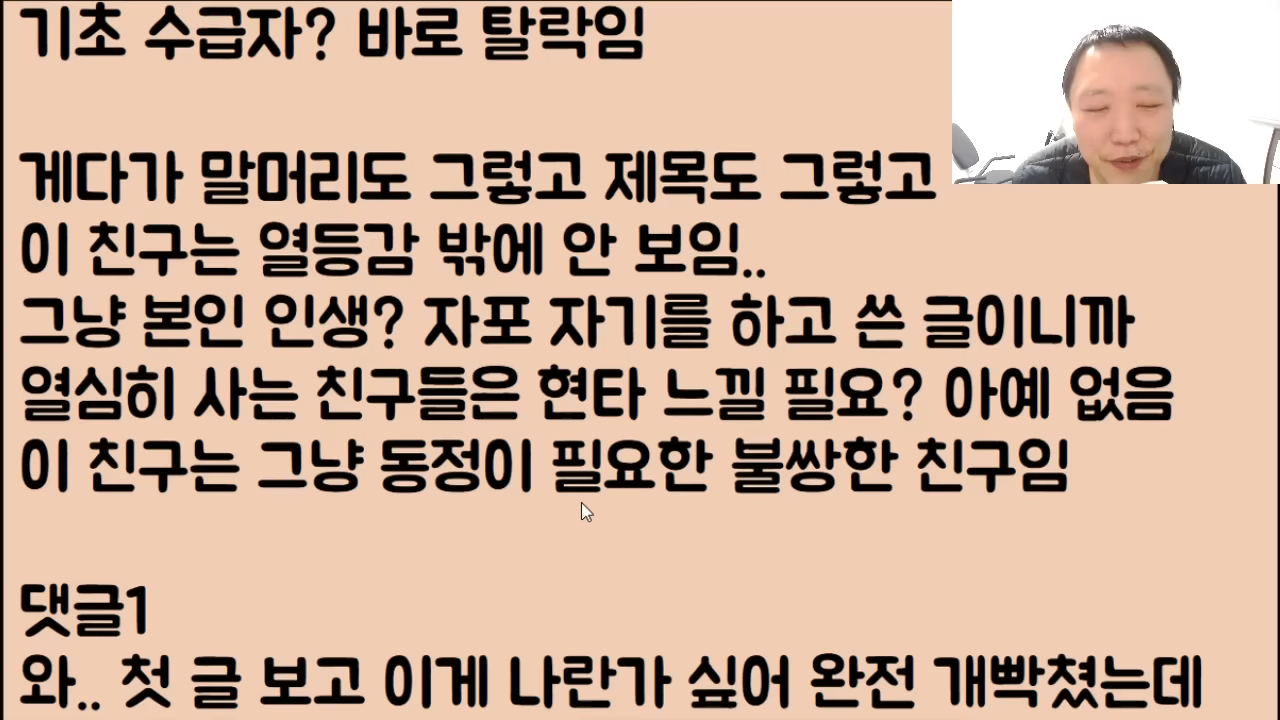 기초 수급자? 바로 탈락임
게다가 말머리도 그렇고 제목도 그렇고
이 친구는 열등감 밖에 안 보임..
그냥 본인 인생? 자포 자기를 하고 쓴 글이니까
열심히 사는 친구들은 현타 느낄 필요? 아예 없음
이 친구는 그냥 동정이 필요한 불쌍한 친구임
댓글1
와.. 첫 글 보고 이게 나란가 싶어 완전 개빡쳤는데